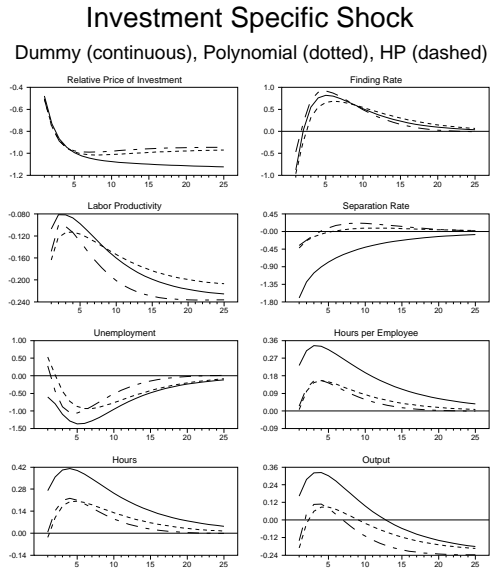 Investment Specific Shock
Dummy (continuous), Polynomial (dotted), HP (dashed)
Relative Price of Investment
-0.4
-0.6
-0.8
-1.0
-1.2
5 10 15 20 25
Finding Rate
1.0
0.5
0.0
-0.5
-1.0
5 10 15 20 25
Labor Productivity
-0.080
-0.120
-0.160
-0.200
-0.240
5 10 15 20 25
Separation Rate
0.45
-0.00
-0.45
-0.90
-1.35
-1.80
5 10 15 20 25
Unemployment
1.00
0.50
0.00
-0.50
-1.00
-1.50
5 10 15 20 25
Hours per Employee
0.36
0.27
0.18
0.09
0.00
-0.09
5 10 15 20 25
Hours
0.42
0.28
0.14
0.00
-0.14
5 10 15 20 25
Output
0.36
0.24
0.12
0.00
-0.12
-0.24
5 10 15 20 25